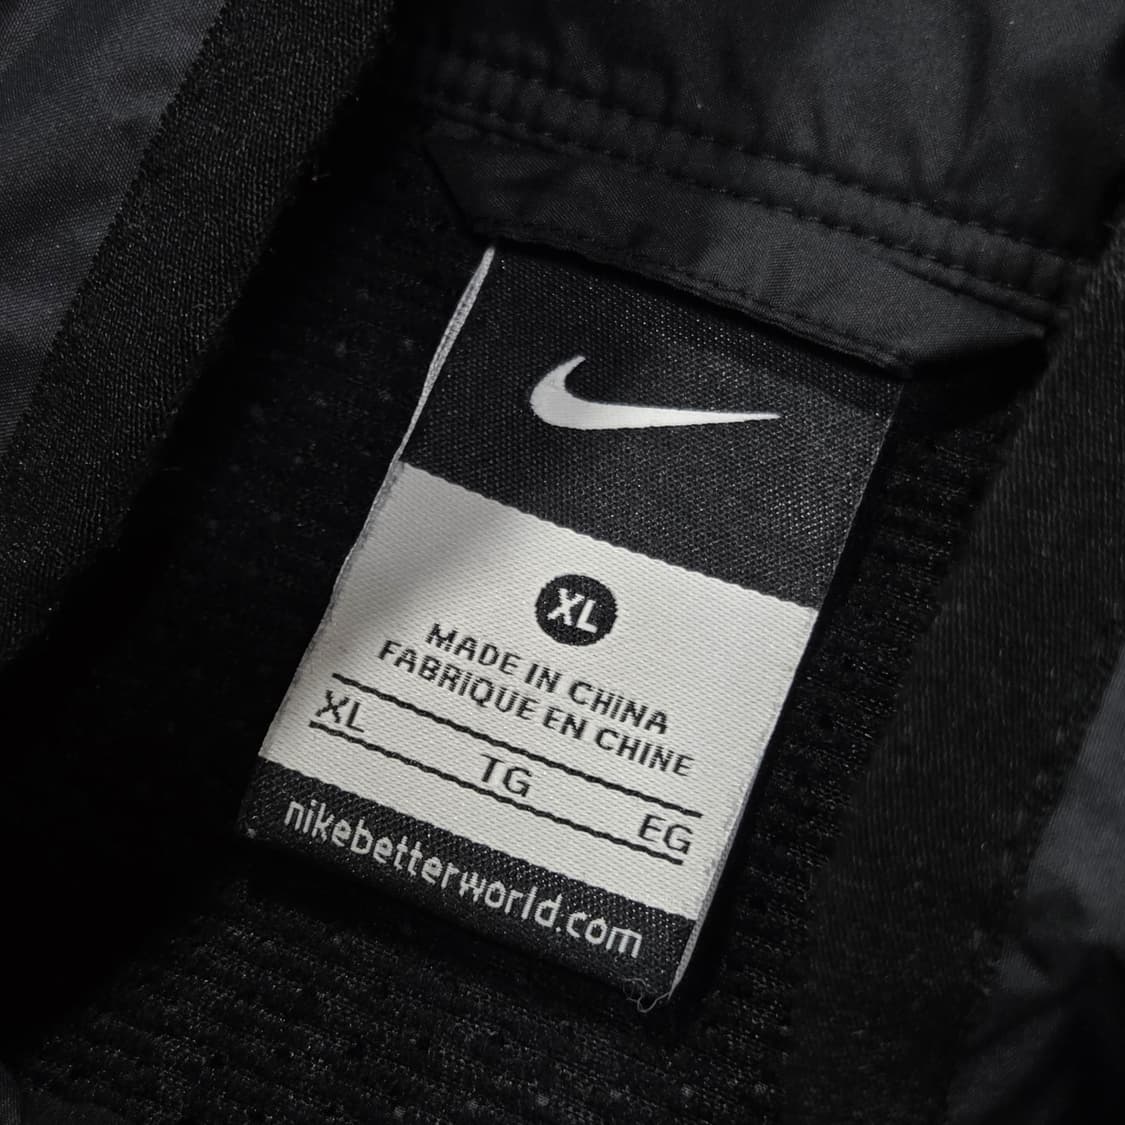 XL
MADE IN CHINA
FABRIQUE EN CHINE
XL TG EG
nikebetterworld.com